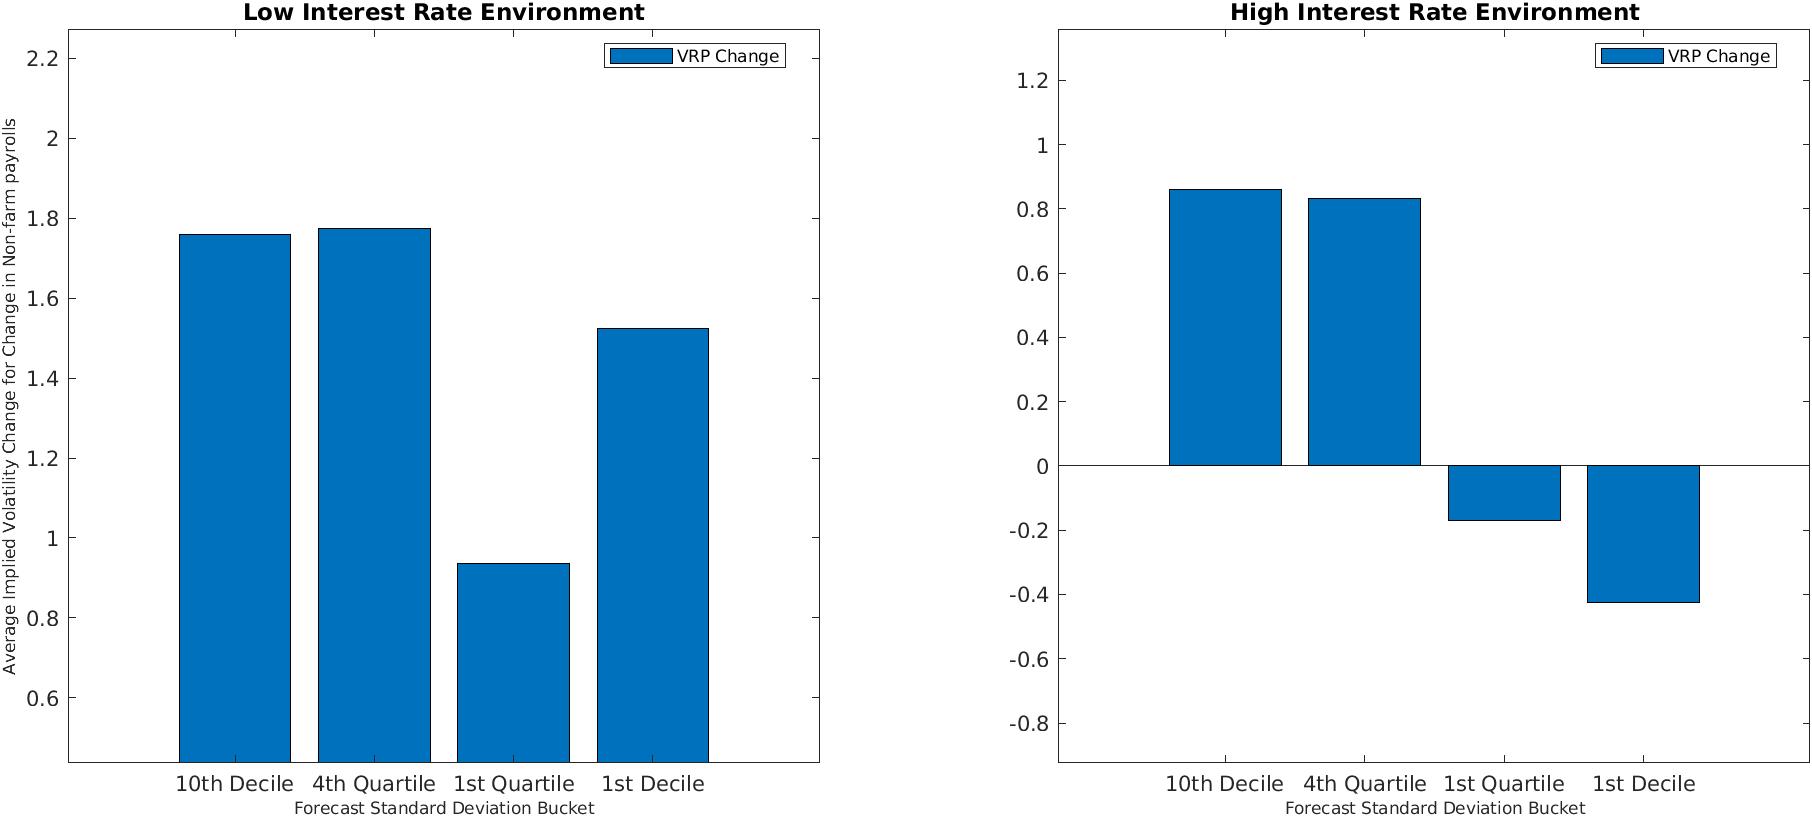 Low Interest Rate Environment
VRP Change
Average Implied Volatility Change for Change in Non-farm payrolls
2.2
2
1.8
1.6
1.4
1.2
1
0.8
0.6
10th Decile 4th Quartile 1st Quartile 1st Decile
Forecast Standard Deviation Bucket
High Interest Rate Environment
VRP Change
1.2
1
0.8
0.6
0.4
0.2
0
-0.2
-0.4
-0.6
-0.8
10th Decile 4th Quartile 1st Quartile 1st Decile
Forecast Standard Deviation Bucket